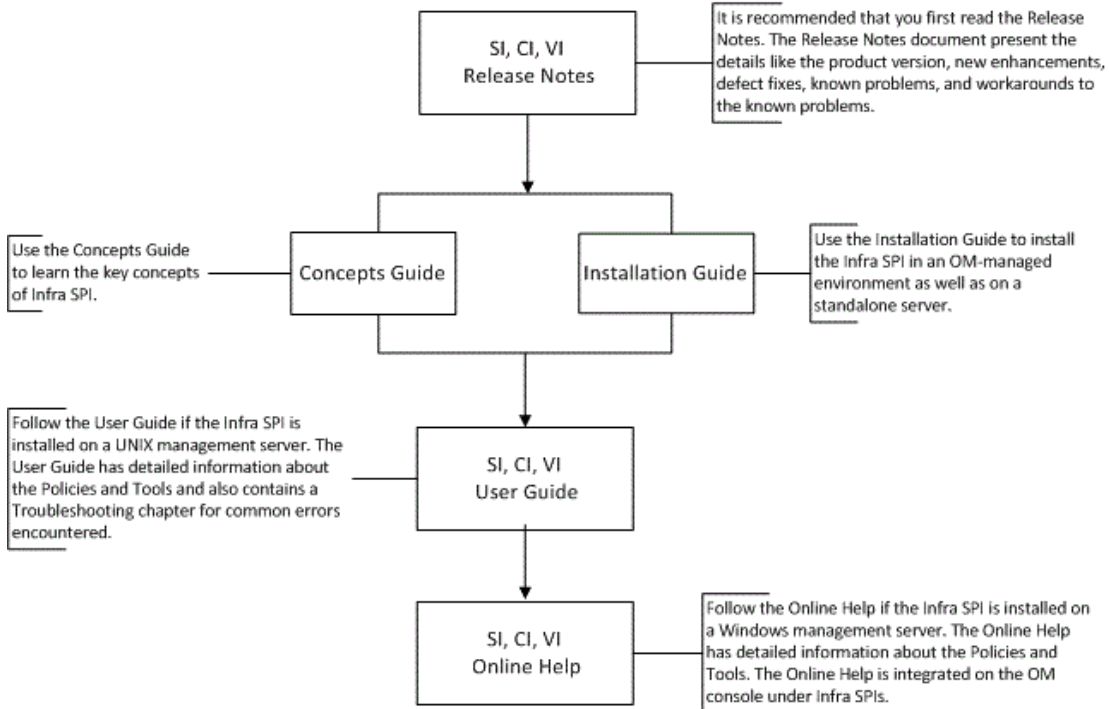 SI, CI, VI
Release Notes
It is recommended that you first read the Release
Notes. The Release Notes document present the
details like the product version, new enhancements,
defect fixes, known problems, and workarounds to
the known problems.
Use the Concepts Guide
to learn the key concepts
of Infra SPI.
Concepts Guide
Installation Guide
Use the Installation Guide to install
the Infra SPI in an OM-managed
environment as well as on a
standalone server.
Follow the User Guide if the Infra SPI is
installed on a UNIX management server. The
User Guide has detailed information about
the Policies and Tools and also contains a
Troubleshooting chapter for common errors
encountered.
SI, CI, VI
User Guide
SI, CI, VI
Online Help
Follow the Online Help if the Infra SPI is installed on
a Windows management server. The Online Help
has detailed information about the Policies and
Tools. The Online Help is integrated on the OM
console under Infra SPIs.